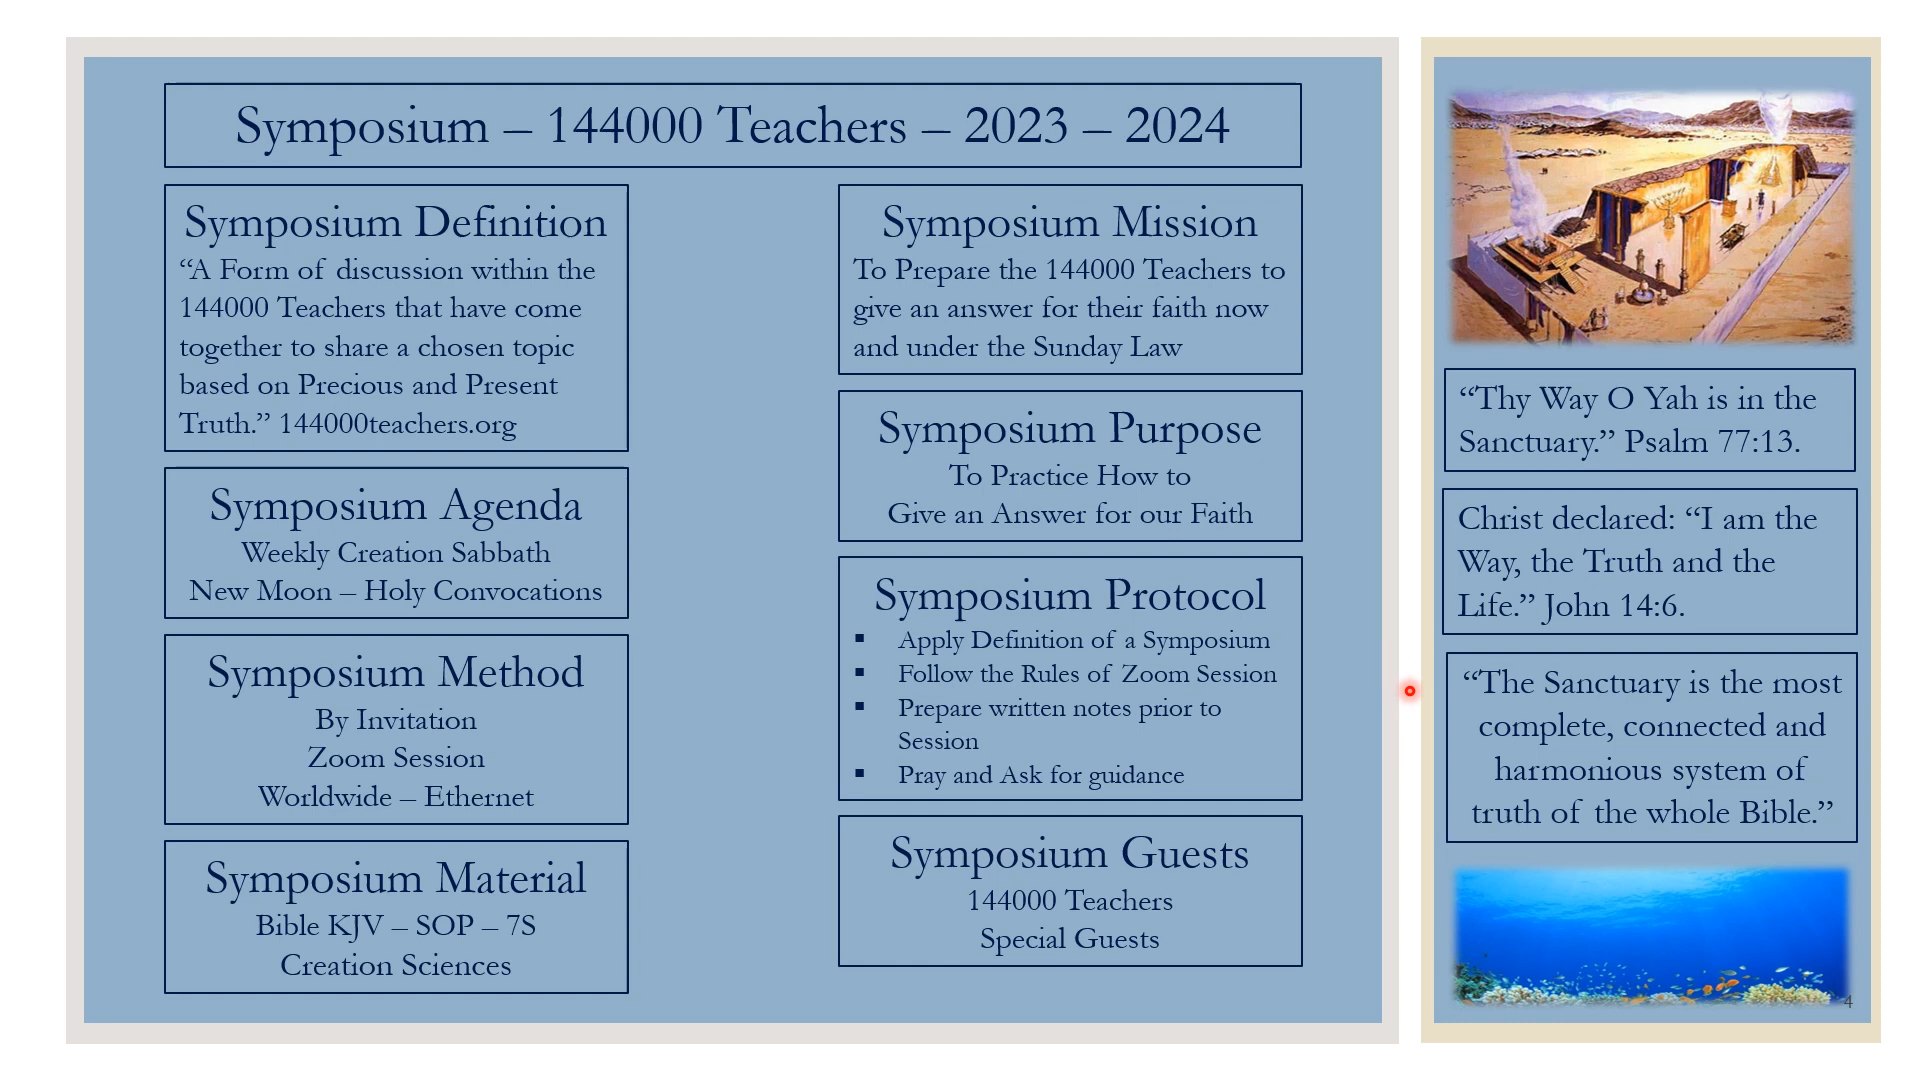 Symposium – 144000 Teachers – 2023 – 2024
Symposium Definition
“A Form of discussion within the
144000 Teachers that have come
together to share a chosen topic
based on Precious and Present
Truth.” 144000teachers.org
Symposium Agenda
Weekly Creation Sabbath
New Moon – Holy Convocations
Symposium Method
By Invitation
Zoom Session
Worldwide – Ethernet
Symposium Material
Bible KJV – SOP – 7S
Creation Sciences
Symposium Mission
To Prepare the 144000 Teachers to
give an answer for their faith now
and under the Sunday Law
Symposium Purpose
To Practice How to
Give an Answer for our Faith
Symposium Protocol
▪ Apply Definition of a Symposium
▪ Follow the Rules of Zoom Session
▪ Prepare written notes prior to
Session
▪ Pray and Ask for guidance
Symposium Guests
144000 Teachers
Special Guests
“Thy Way O Yah is in the
Sanctuary.” Psalm 77:13.
Christ declared: “I am the
Way, the Truth and the
Life.” John 14:6.
“The Sanctuary is the most
complete, connected and
harmonious system of
truth of the whole Bible.”
4